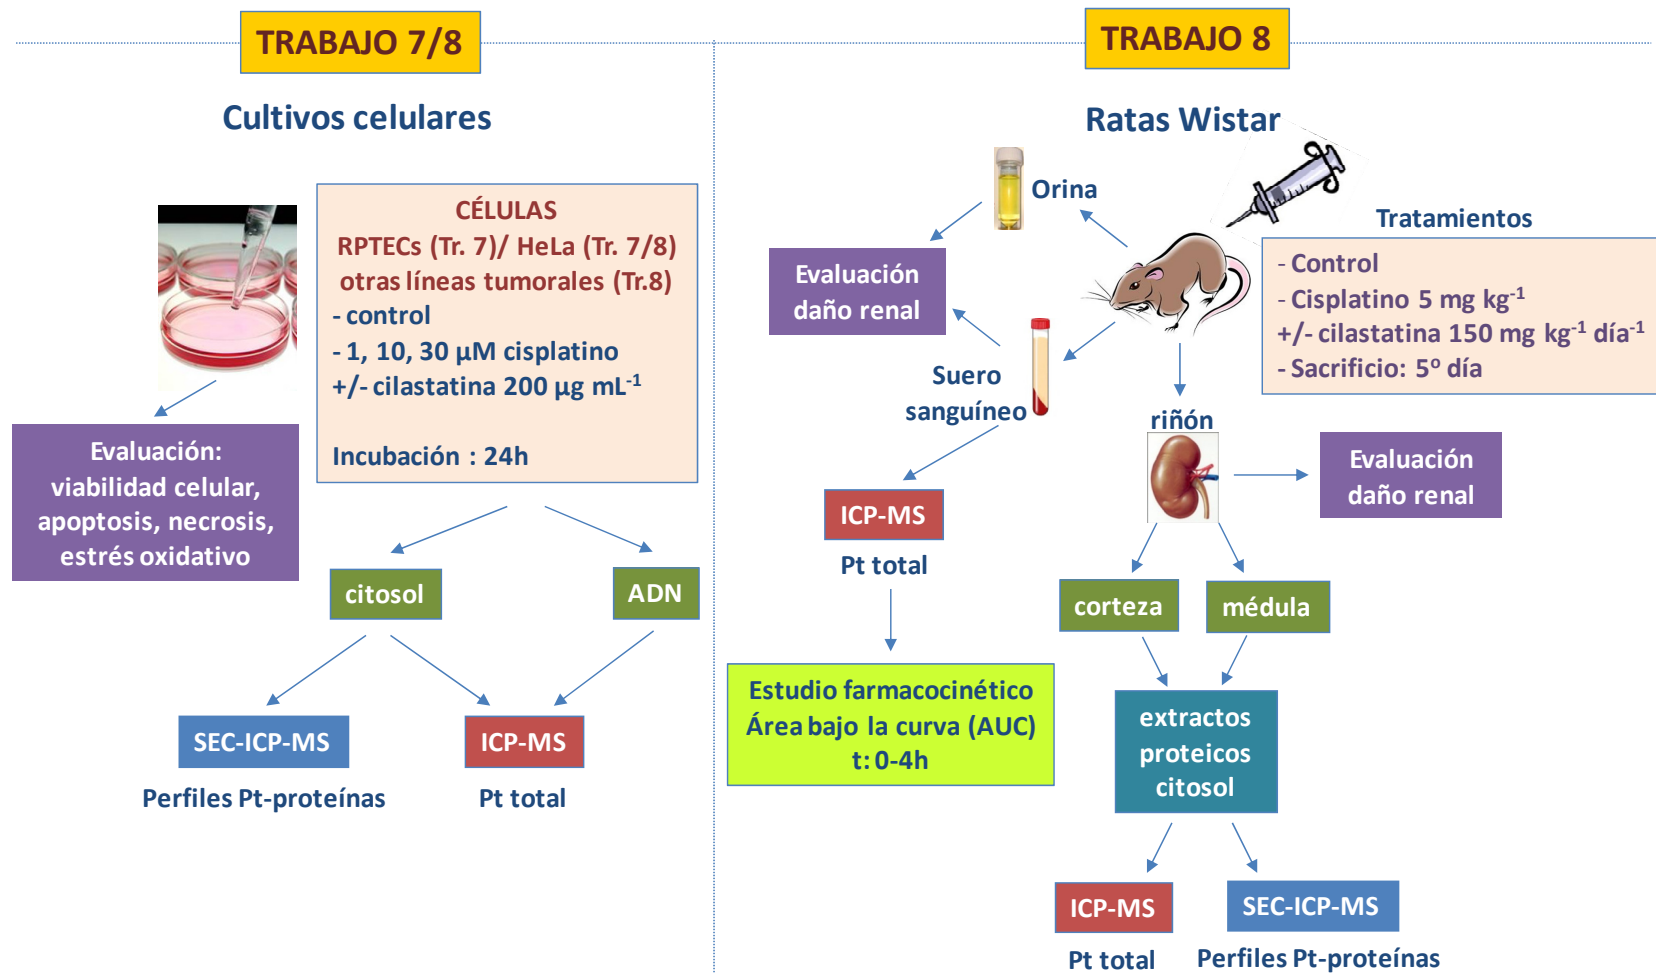 TRABAJO 7/8
Cultivos celulares
CÉLULAS
RPTECs (Tr. 7)/ HeLa (Tr. 7/8)
otras líneas tumorales (Tr.8)
- control
- 1, 10, 30 µM cisplatino
+/- cilastatina 200 µg mL⁻¹
Incubación : 24h
Evaluación:
viabilidad celular,
apoptosis, necrosis,
estrés oxidativo
citosol
ADN
SEC-ICP-MS
ICP-MS
Perfiles Pt-proteínas
Pt total
TRABAJO 8
Ratas Wistar
Orina
Tratamientos
- Control
- Cisplatino 5 mg kg⁻¹
+/- cilastatina 150 mg kg⁻¹ día⁻¹
- Sacrificio: 5º día
Evaluación
daño renal
Suero
sanguíneo
riñón
Evaluación
daño renal
ICP-MS
Pt total
corteza
médula
Estudio farmacocinético
Área bajo la curva (AUC)
t: 0-4h
extractos
proteicos
citosol
ICP-MS
SEC-ICP-MS
Pt total
Perfiles Pt-proteínas